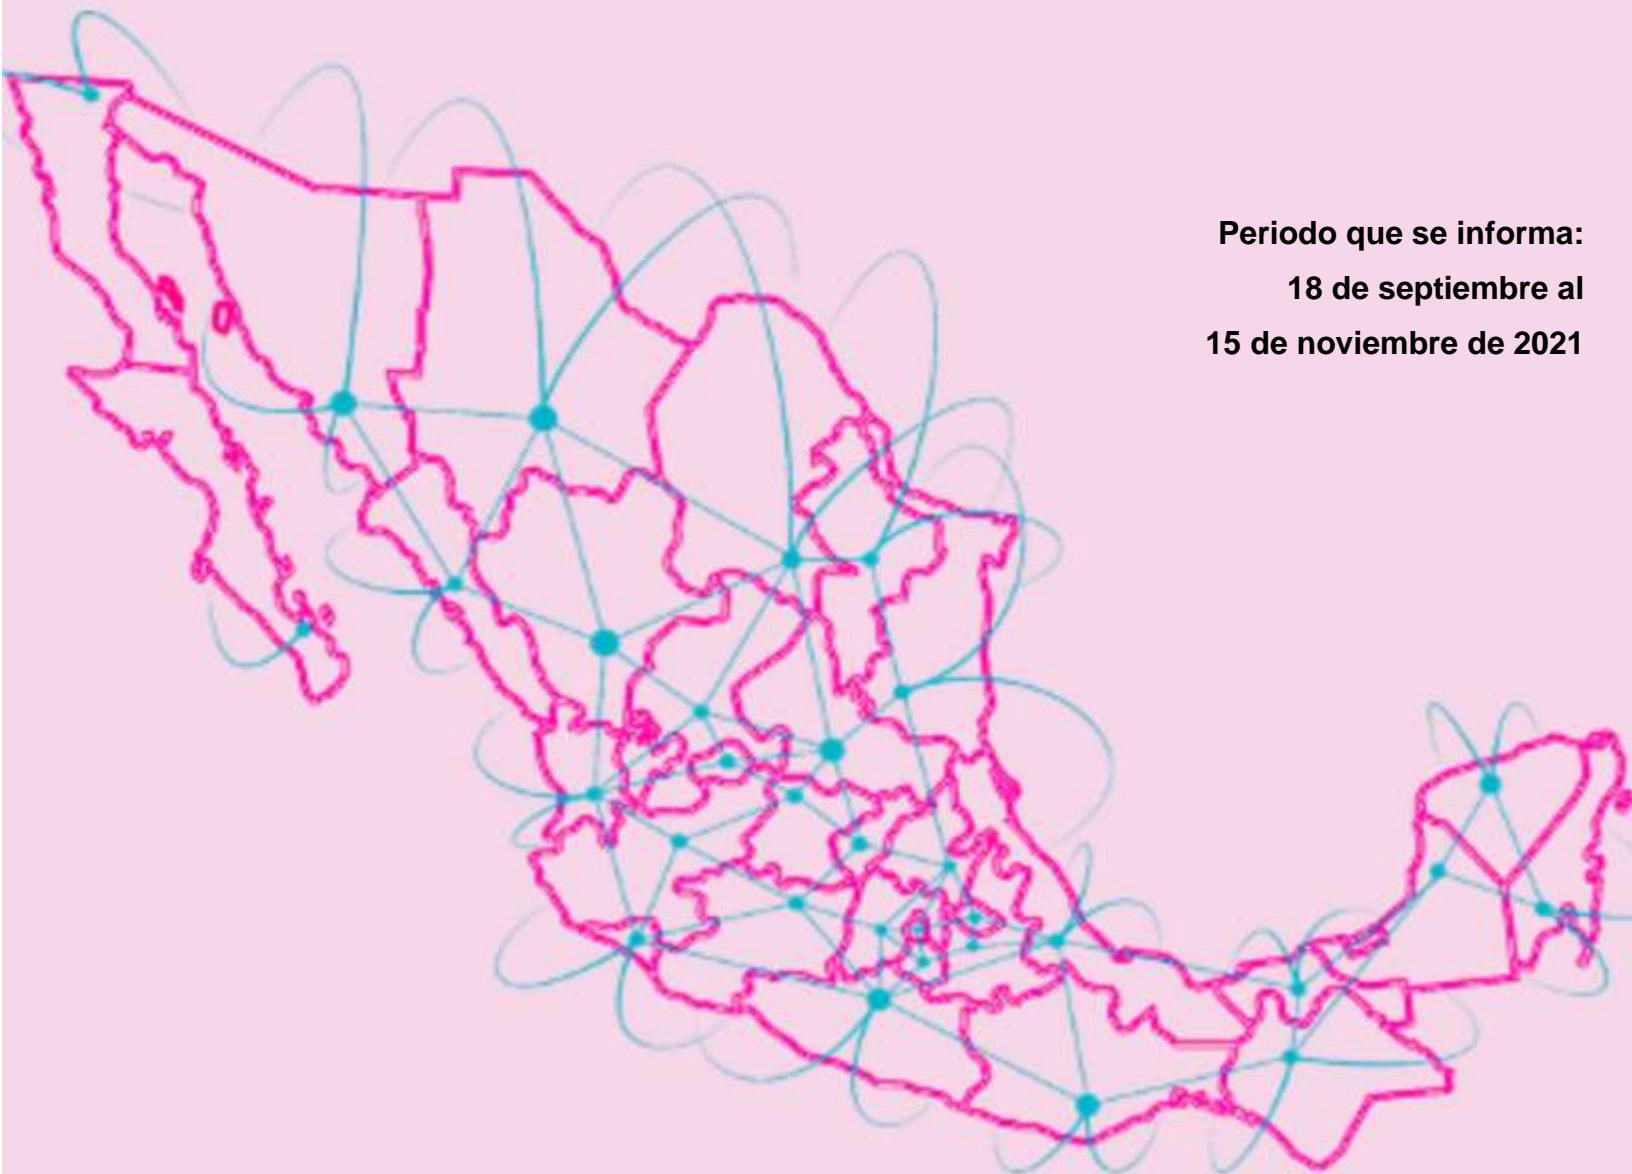 Periodo que se informa:
18 de septiembre al
15 de noviembre de 2021